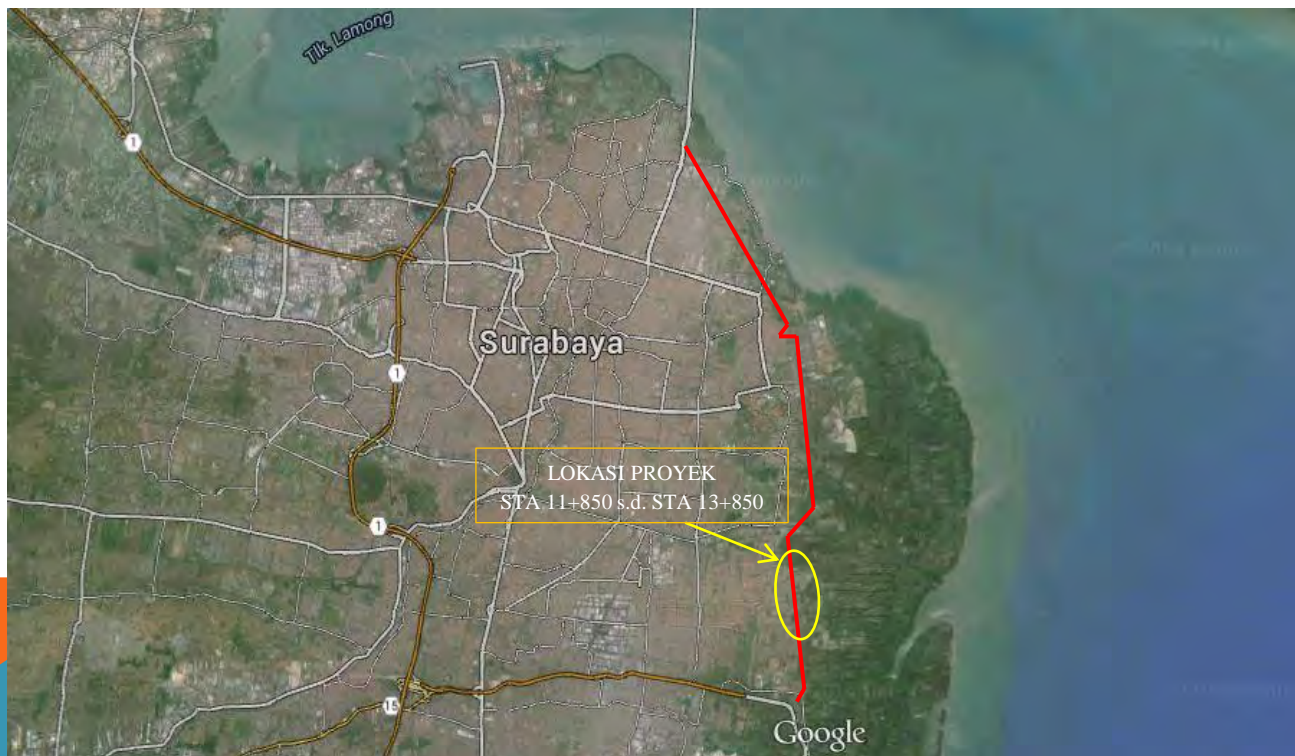 Tlk. Lamong
1
Surabaya
1
LOKASI PROYEK
STA 11+850 s.d. STA 13+850
1
15
Google